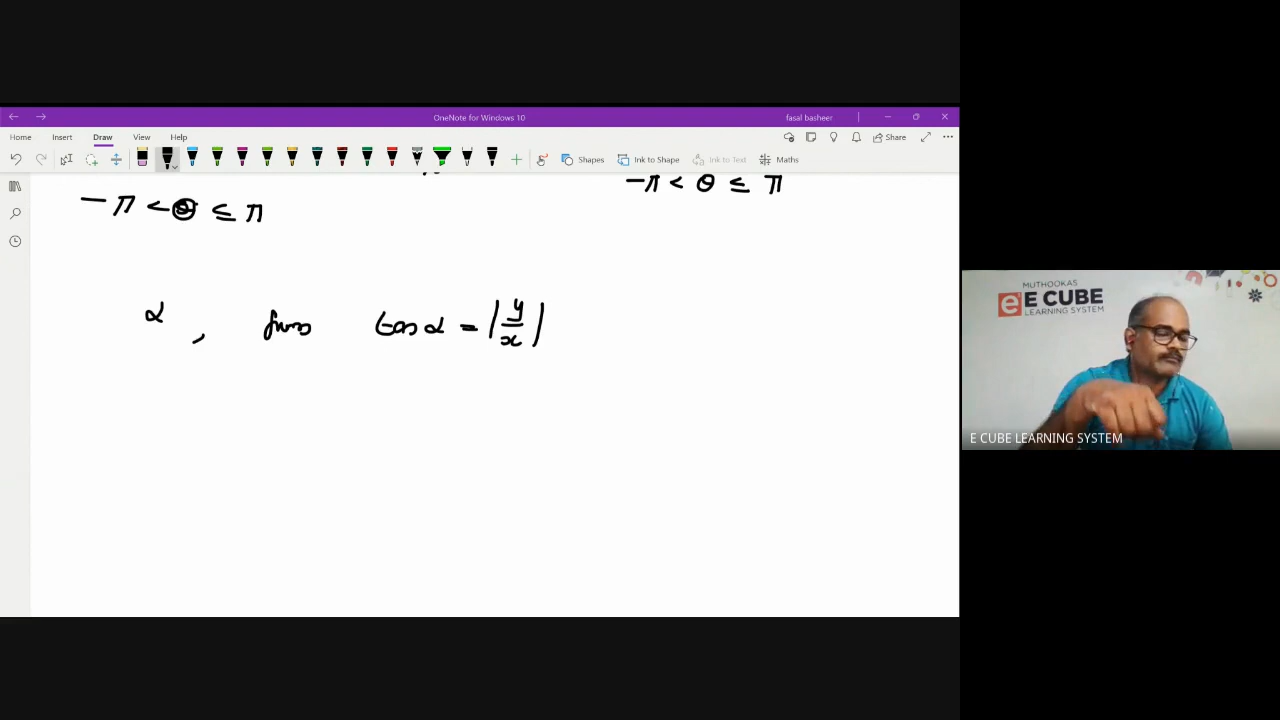 OneNote for Windows 10
fasal basheer
Home Insert Draw View Help
Share
Shapes Ink to Shape Ink to Text Maths
−π < θ ≤ π
−π < θ ≤ π
α , from tan α = |y/x|
MUTHOOKAS
e E CUBE
LEARNING SYSTEM
E CUBE LEARNING SYSTEM